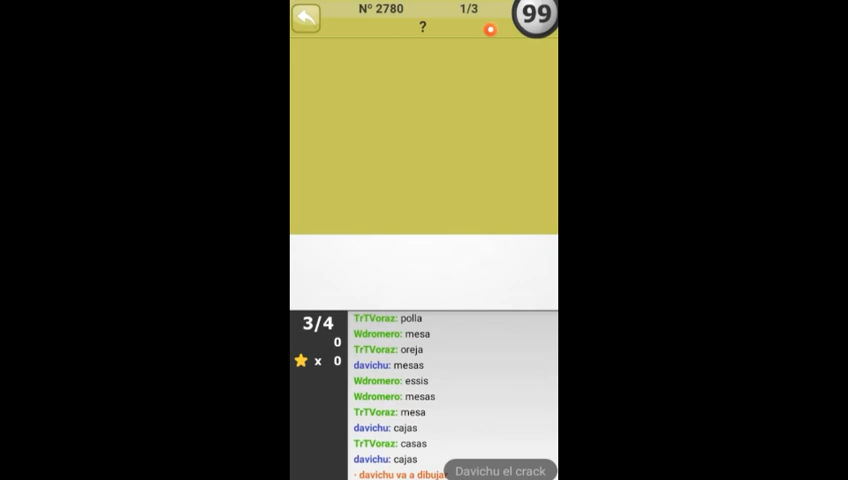 Nº 2780 1/3 99
?
3/4
0
x 0
TrTVoraz: polla
Wdromero: mesa
TrTVoraz: oreja
davichu: mesas
Wdromero: essis
Wdromero: mesas
TrTVoraz: mesa
davichu: cajas
TrTVoraz: casas
davichu: cajas
· davichu va a dibuja
Davichu el crack